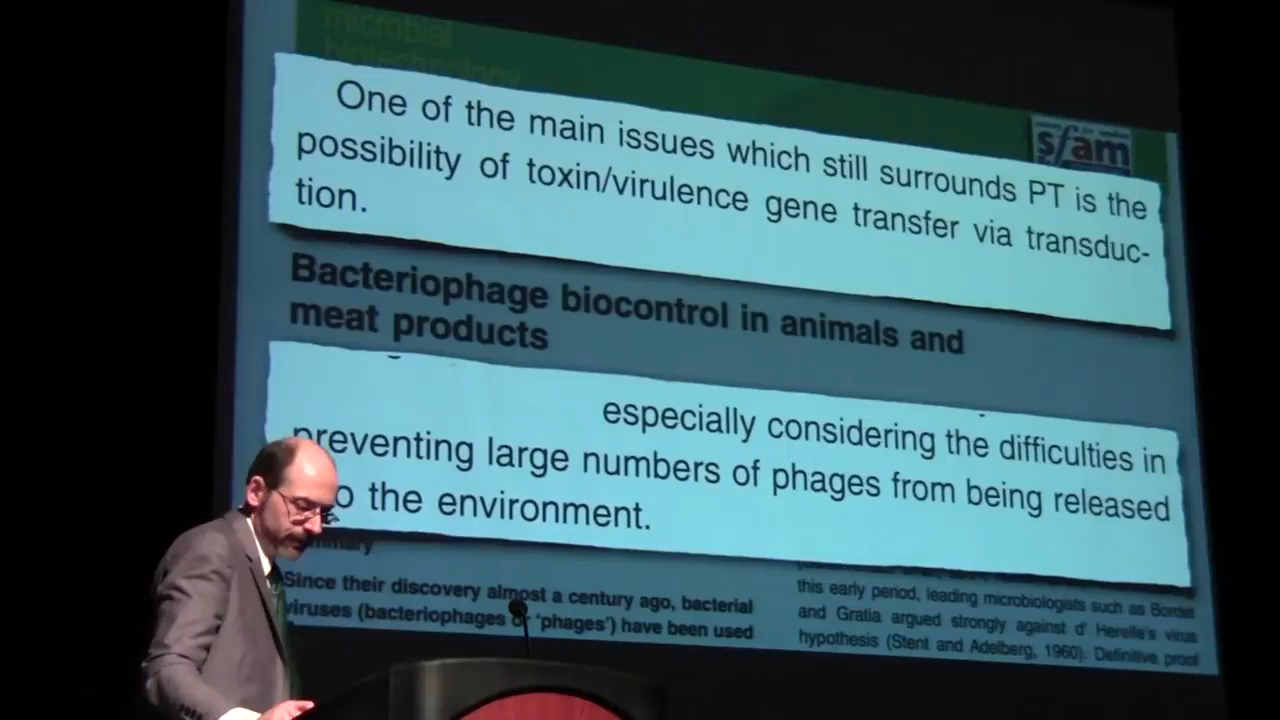 microbial
biotechnology
sfam
One of the main issues which still surrounds PT is the
possibility of toxin/virulence gene transfer via transduc-
tion.
Bacteriophage biocontrol in animals and
meat products
especially considering the difficulties in
preventing large numbers of phages from being released
the environment.
Since their discovery almost a century ago, bacterial
viruses (bacteriophages or 'phages') have been used
this early period, leading microbiologists such as Bordet
and Gratia argued strongly against d' Herelle's virus
hypothesis (Stent and Adelberg, 1960). Definitive proof